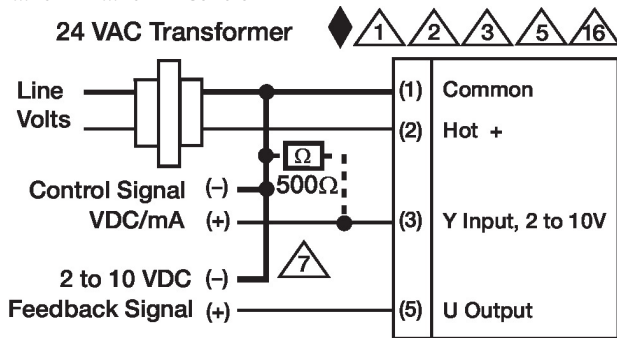 24 VAC Transformer
1 2 3 5 16
Line
Volts
(1) Common
(2) Hot +
Ω
500Ω
Control Signal (–)
VDC/mA (+)
(3) Y Input, 2 to 10V
7
2 to 10 VDC (–)
Feedback Signal (+)
(5) U Output